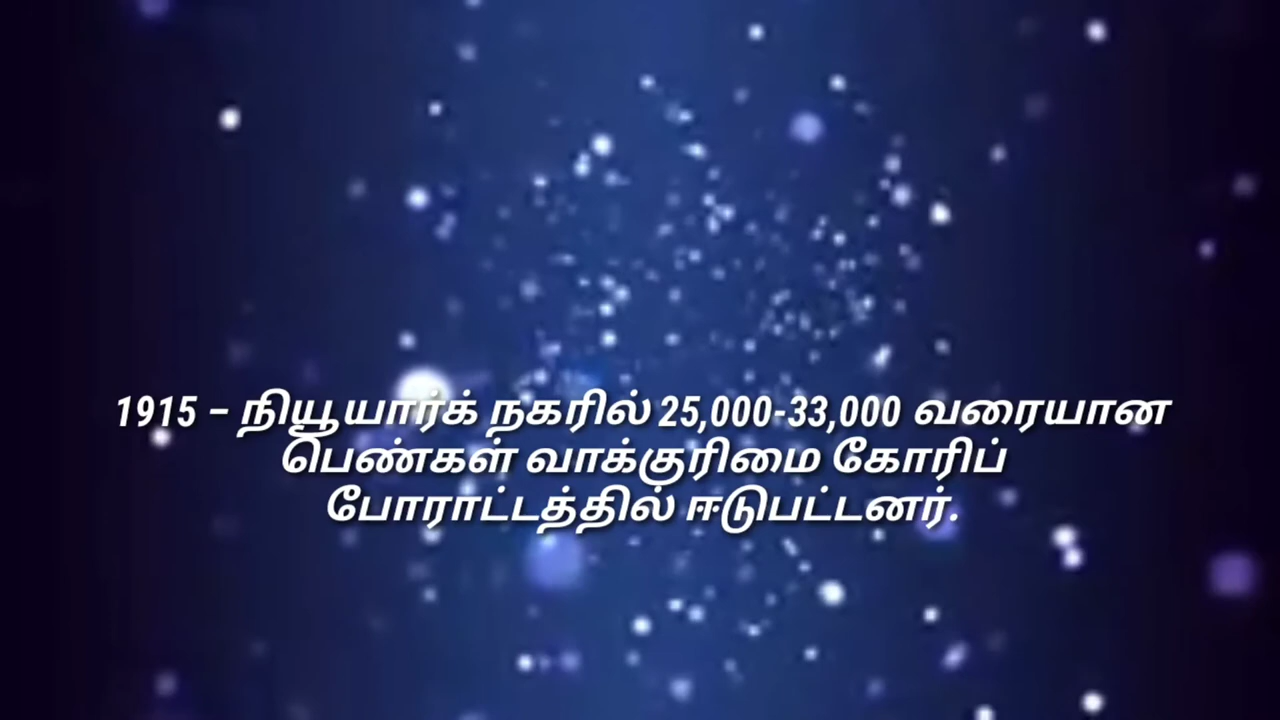 1915 – நியூயார்க் நகரில் 25,000-33,000 வரையான
பெண்கள் வாக்குரிமை கோரிப்
போராட்டத்தில் ஈடுபட்டனர்.